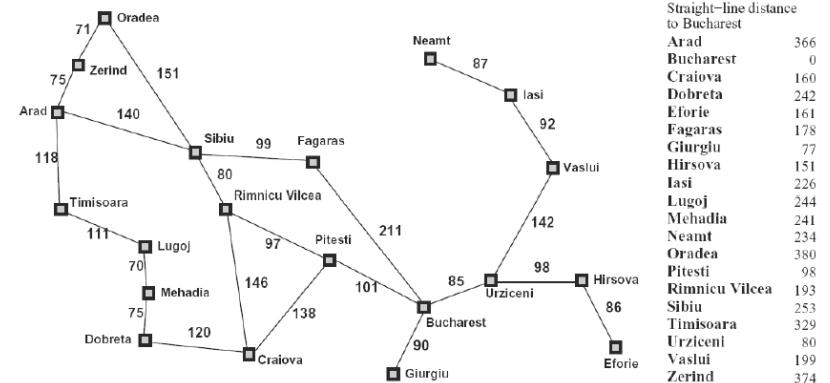 Oradea
71
Zerind
75
151
Arad
140
118
Sibiu
99
Fagaras
80
Rimnicu Vilcea
Timisoara
111
Lugoj
70
Mehadia
75
Dobreta
120
Craiova
146
97
Pitesti
138
101
211
Bucharest
90
Giurgiu
85
Urziceni
98
Hirsova
86
Eforie
142
Vaslui
92
Iasi
87
Neamt
Straight−line distance
to Bucharest
Arad 366
Bucharest 0
Craiova 160
Dobreta 242
Eforie 161
Fagaras 178
Giurgiu 77
Hirsova 151
Iasi 226
Lugoj 244
Mehadia 241
Neamt 234
Oradea 380
Pitesti 98
Rimnicu Vilcea 193
Sibiu 253
Timisoara 329
Urziceni 80
Vaslui 199
Zerind 374